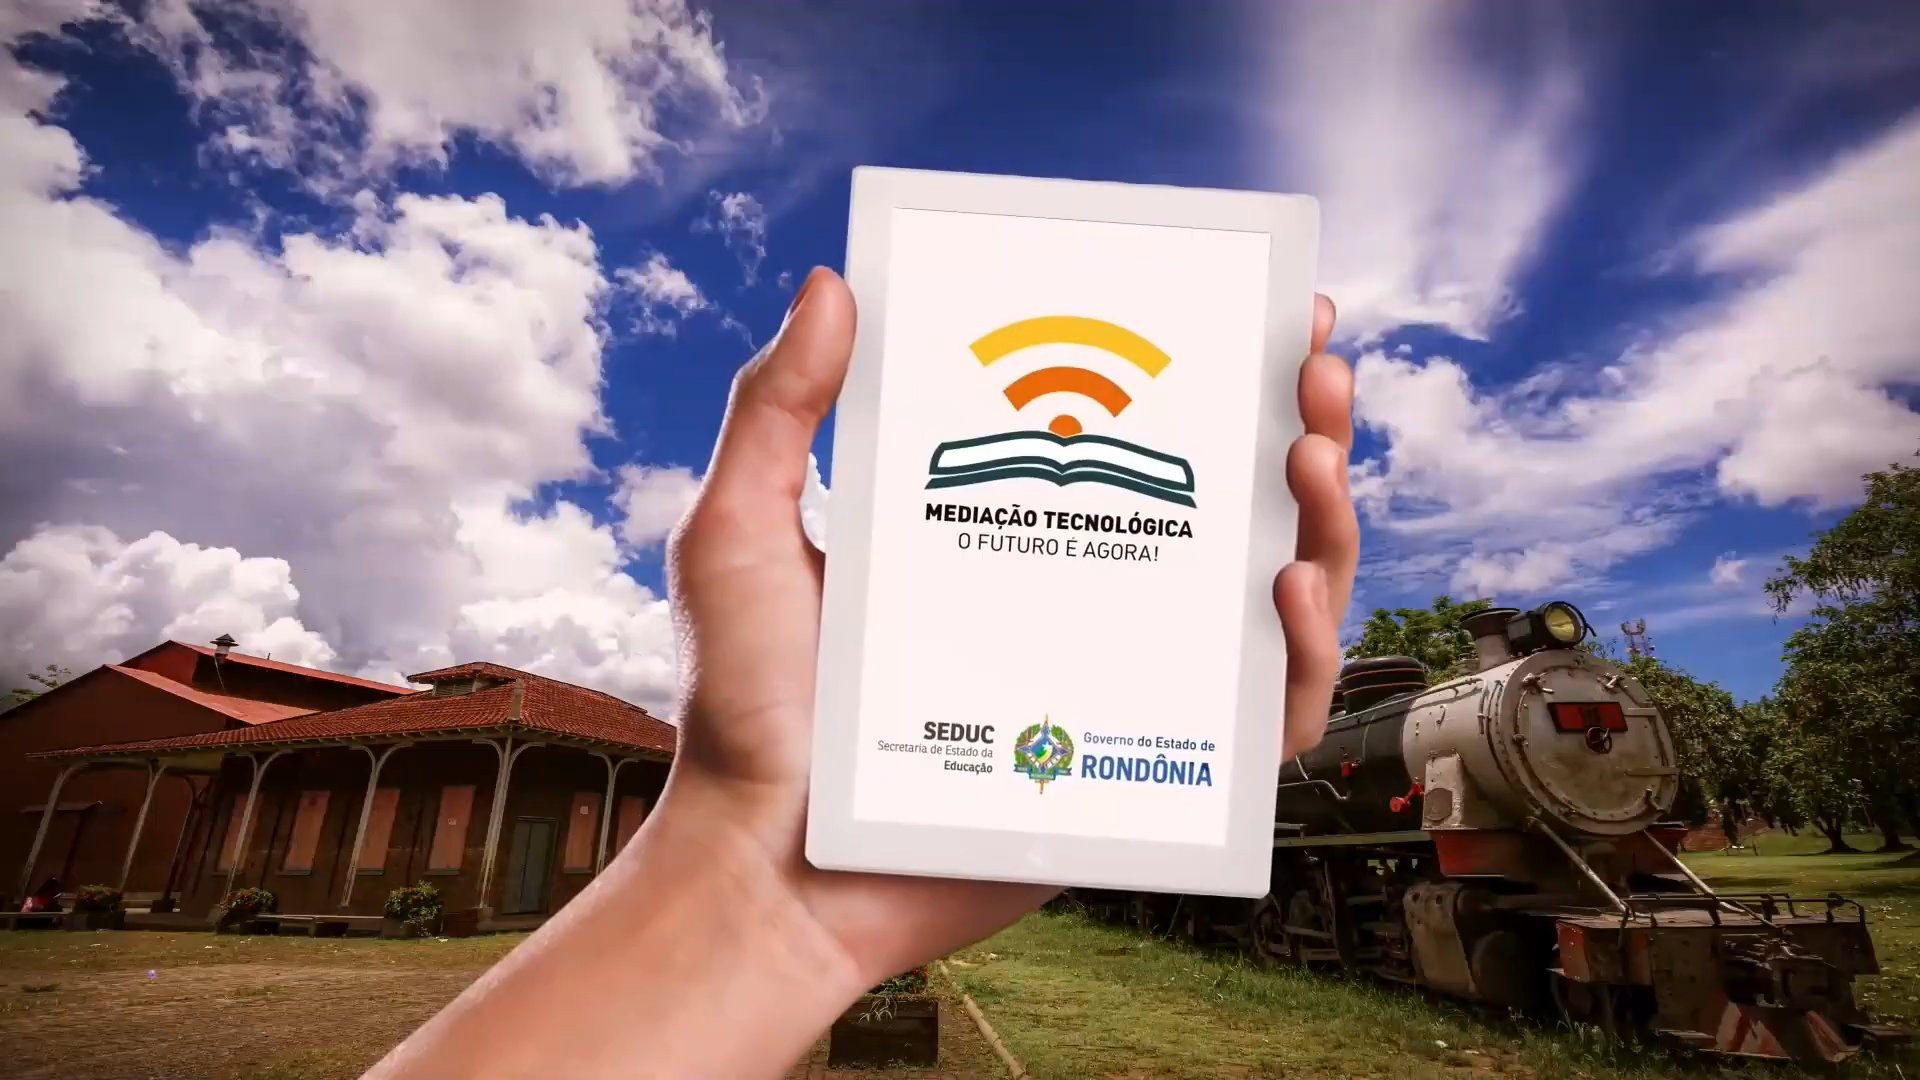 MEDIAÇÃO TECNOLÓGICA
O FUTURO É AGORA!
SEDUC
Secretaria de Estado da
Educação
Governo do Estado de
RONDÔNIA